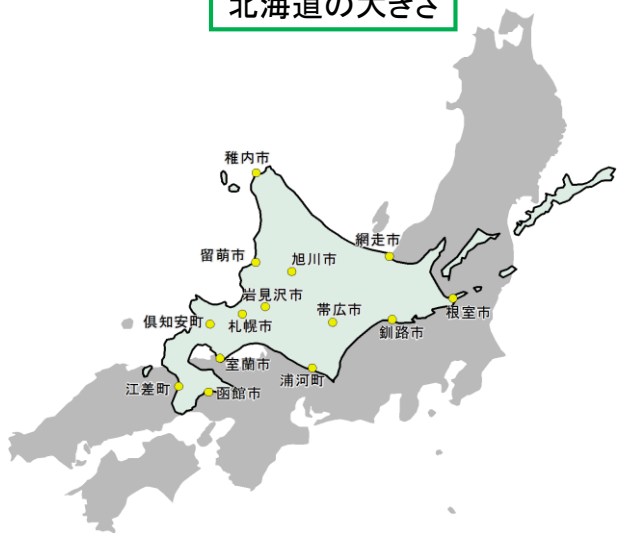 北海道の大きさ
稚内市
網走市
留萌市
旭川市
岩見沢市
帯広市
根室市
倶知安町
札幌市
釧路市
室蘭市
浦河町
江差町
函館市